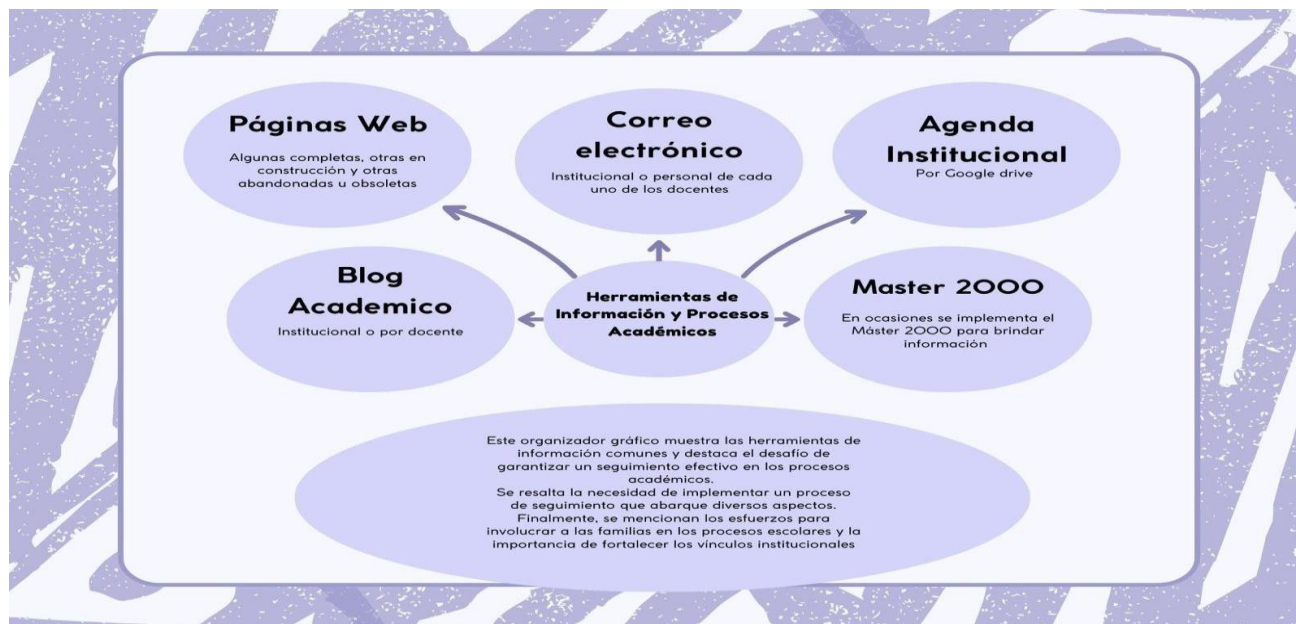 Páginas Web
Algunas completas, otras en
construcción y otras
abandonadas u obsoletas
Correo
electrónico
Institucional o personal de cada
uno de los docentes
Agenda
Institucional
Por Google drive
Blog
Academico
Institucional o por docente
Herramientas de
Información y Procesos
Académicos
Master 2000
En ocasiones se implementa el
Máster 2000 para brindar
información
Este organizador gráfico muestra las herramientas de
información comunes y destaca el desafío de
garantizar un seguimiento efectivo en los procesos
académicos.
Se resalta la necesidad de implementar un proceso
de seguimiento que abarque diversos aspectos.
Finalmente, se mencionan los esfuerzos para
involucrar a las familias en los procesos escolares y la
importancia de fortalecer los vínculos institucionales